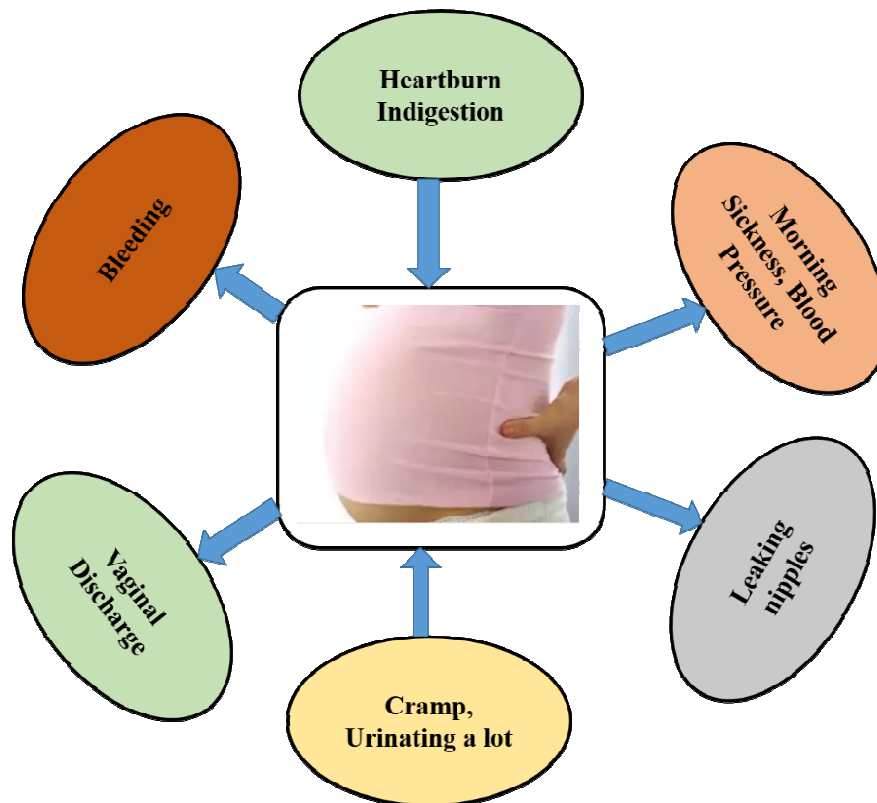 Heartburn
Indigestion
Bleeding
Morning
Sickness, Blood
Pressure
Vaginal
Discharge
Leaking
nipples
Cramp,
Urinating a lot